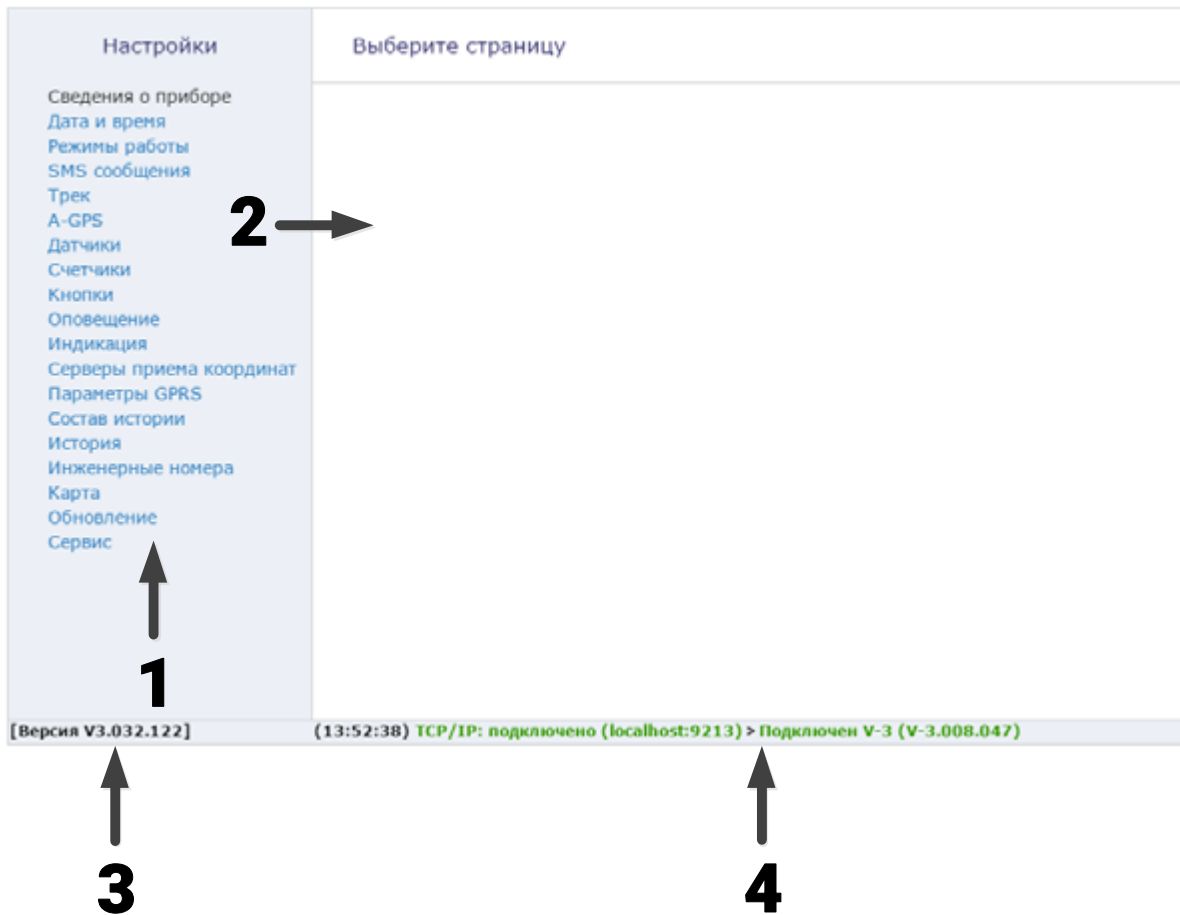 Настройки
Выберите страницу
Сведения о приборе
Дата и время
Режимы работы
SMS сообщения
Трек
A-GPS
Датчики
Счетчики
Кнопки
Оповещение
Индикация
Серверы приема координат
Параметры GPRS
Состав истории
История
Инженерные номера
Карта
Обновление
Сервис
2
1
[Версия V3.032.122]
(13:52:38) TCP/IP: подключено (localhost:9213) > Подключен V-3 (V-3.008.047)
3
4